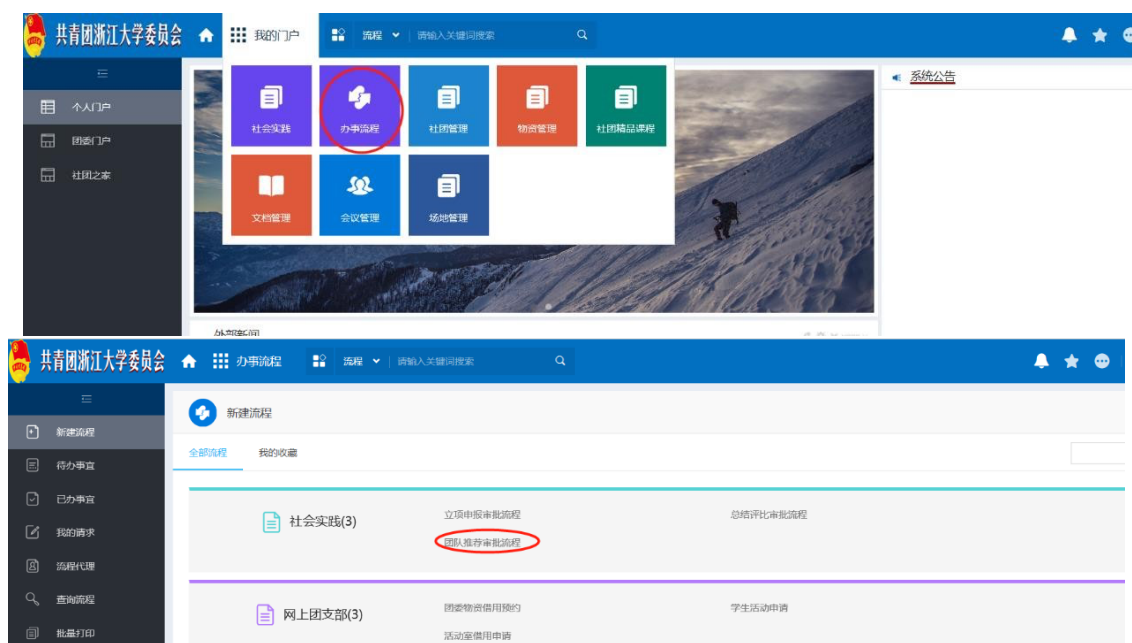 共青团浙江大学委员会 我的门户 流程 请输入关键词搜索
系统公告
个人门户
团委门户
社团之家
社会实践 办事流程 社团管理 物资管理 社团精品课程
文档管理 会议管理 场地管理
外部新闻
共青团浙江大学委员会 办事流程 流程 请输入关键词搜索
新建流程
待办事宜
已办事宜
我的请求
流程代理
查询流程
批量打印
新建流程
全部流程 我的收藏
社会实践(3) 立项申报审批流程 总结评比审批流程
团队推荐审批流程
网上团支部(3) 团委物资借用预约 学生活动申请
活动室借用申请